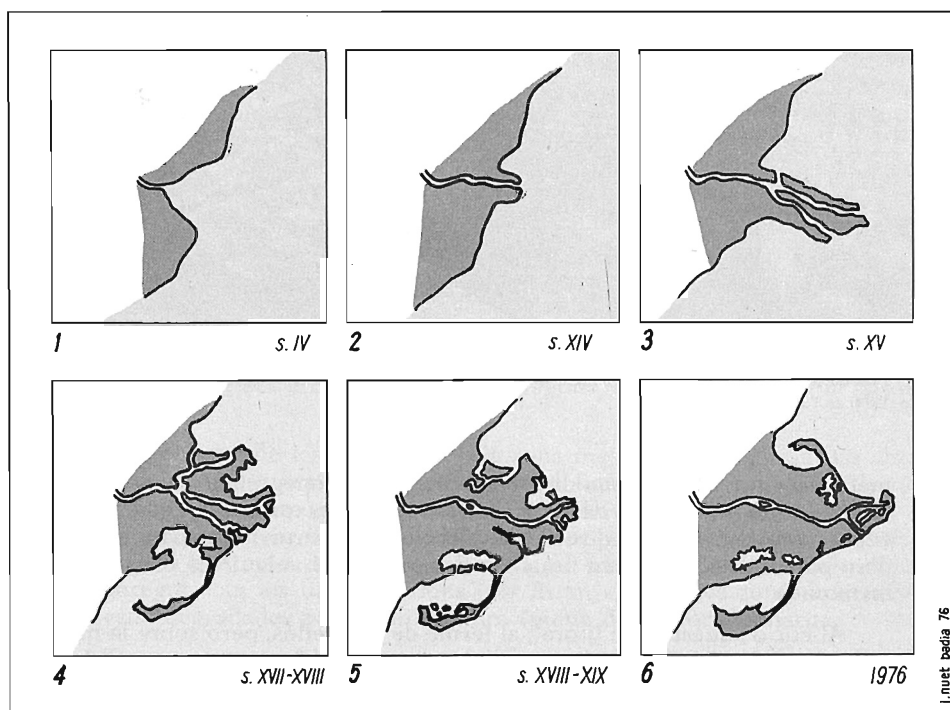 1 s. IV
2 s. XIV
3 s. XV
4 s. XVII-XVIII
5 s. XVIII-XIX
6 1976
j.nuet badia 76